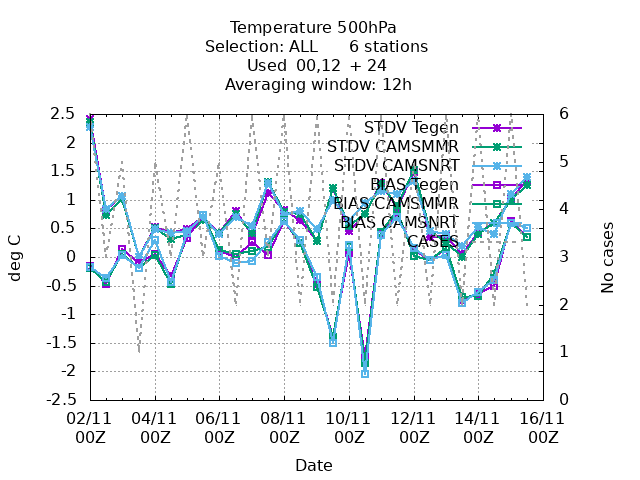 Temperature 500hPa
Selection: ALL 6 stations
Used 00,12 + 24
Averaging window: 12h
2.5
2
1.5
1
0.5
0
-0.5
-1
-1.5
-2
-2.5
deg C
6
5
4
3
2
1
0
No cases
STDV Tegen
STDV CAMSMMR
STDV CAMSNRT
BIAS Tegen
BIAS CAMSMMR
BIAS CAMSNRT
CASES
02/11 04/11 06/11 08/11 10/11 12/11 14/11 16/11
00Z 00Z 00Z 00Z 00Z 00Z 00Z 00Z
Date